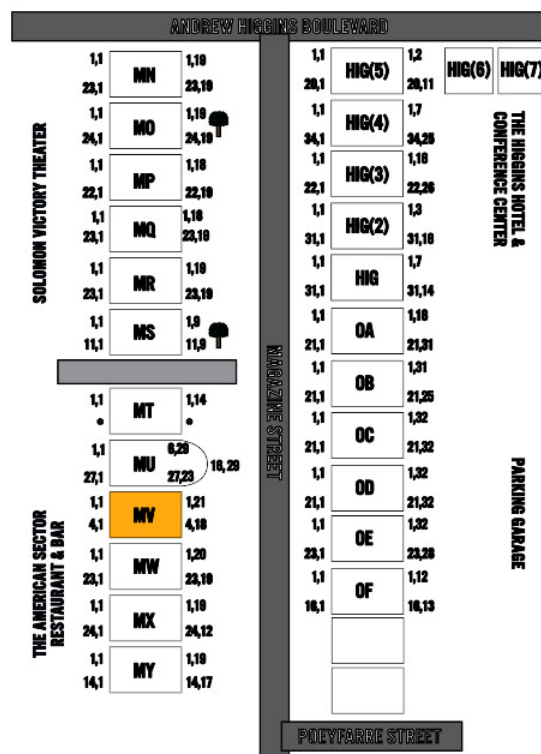 ANDREW HIGGINS BOULEVARD
1,1 MN 1,19
23,1 23,19
1,1 MO 1,19
24,1 24,19
1,1 MP 1,18
22,1 22,19
1,1 MQ 1,18
23,1 23,19
1,1 MR 1,19
23,1 23,19
1,1 MS 1,9
11,1 11,9
SOLOMON VICTORY THEATER
1,1 MT 1,14
1,1 MU 6,29
27,1 27,23
16,29
1,1 MV 1,21
4,1 4,18
1,1 MW 1,20
23,1 23,19
1,1 MX 1,19
24,1 24,12
1,1 MY 1,19
14,1 14,17
THE AMERICAN SECTOR
RESTAURANT & BAR
MAGAZINE STREET
1,1 HIG(5) 1,2
20,11
HIG(6)
HIG(7)
1,1 HIG(4) 1,7
34,1 34,25
1,1 HIG(3)
22,1 22,26
1,1 HIG(2) 1,3
31,1
1,1 HIG 1,7
31,1 31,14
THE HIGGINS HOTEL &
CONFERENCE CENTER
1,1 OA
21,1 21,31
1,1 OB 1,31
21,1 21,25
1,1 OC 1,32
21,1 21,32
1,1 OD 1,32
21,1 21,32
1,1 OE 1,32
23,1 23,28
1,1 OF 1,12
16,1 16,13
PARKING GARAGE
POEYFARRE STREET